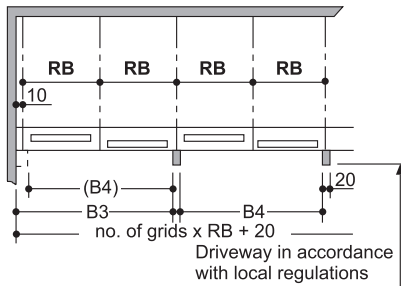 RB RB RB RB
10
(B4)
20
B3 B4
no. of grids x RB + 20
Driveway in accordance
with local regulations